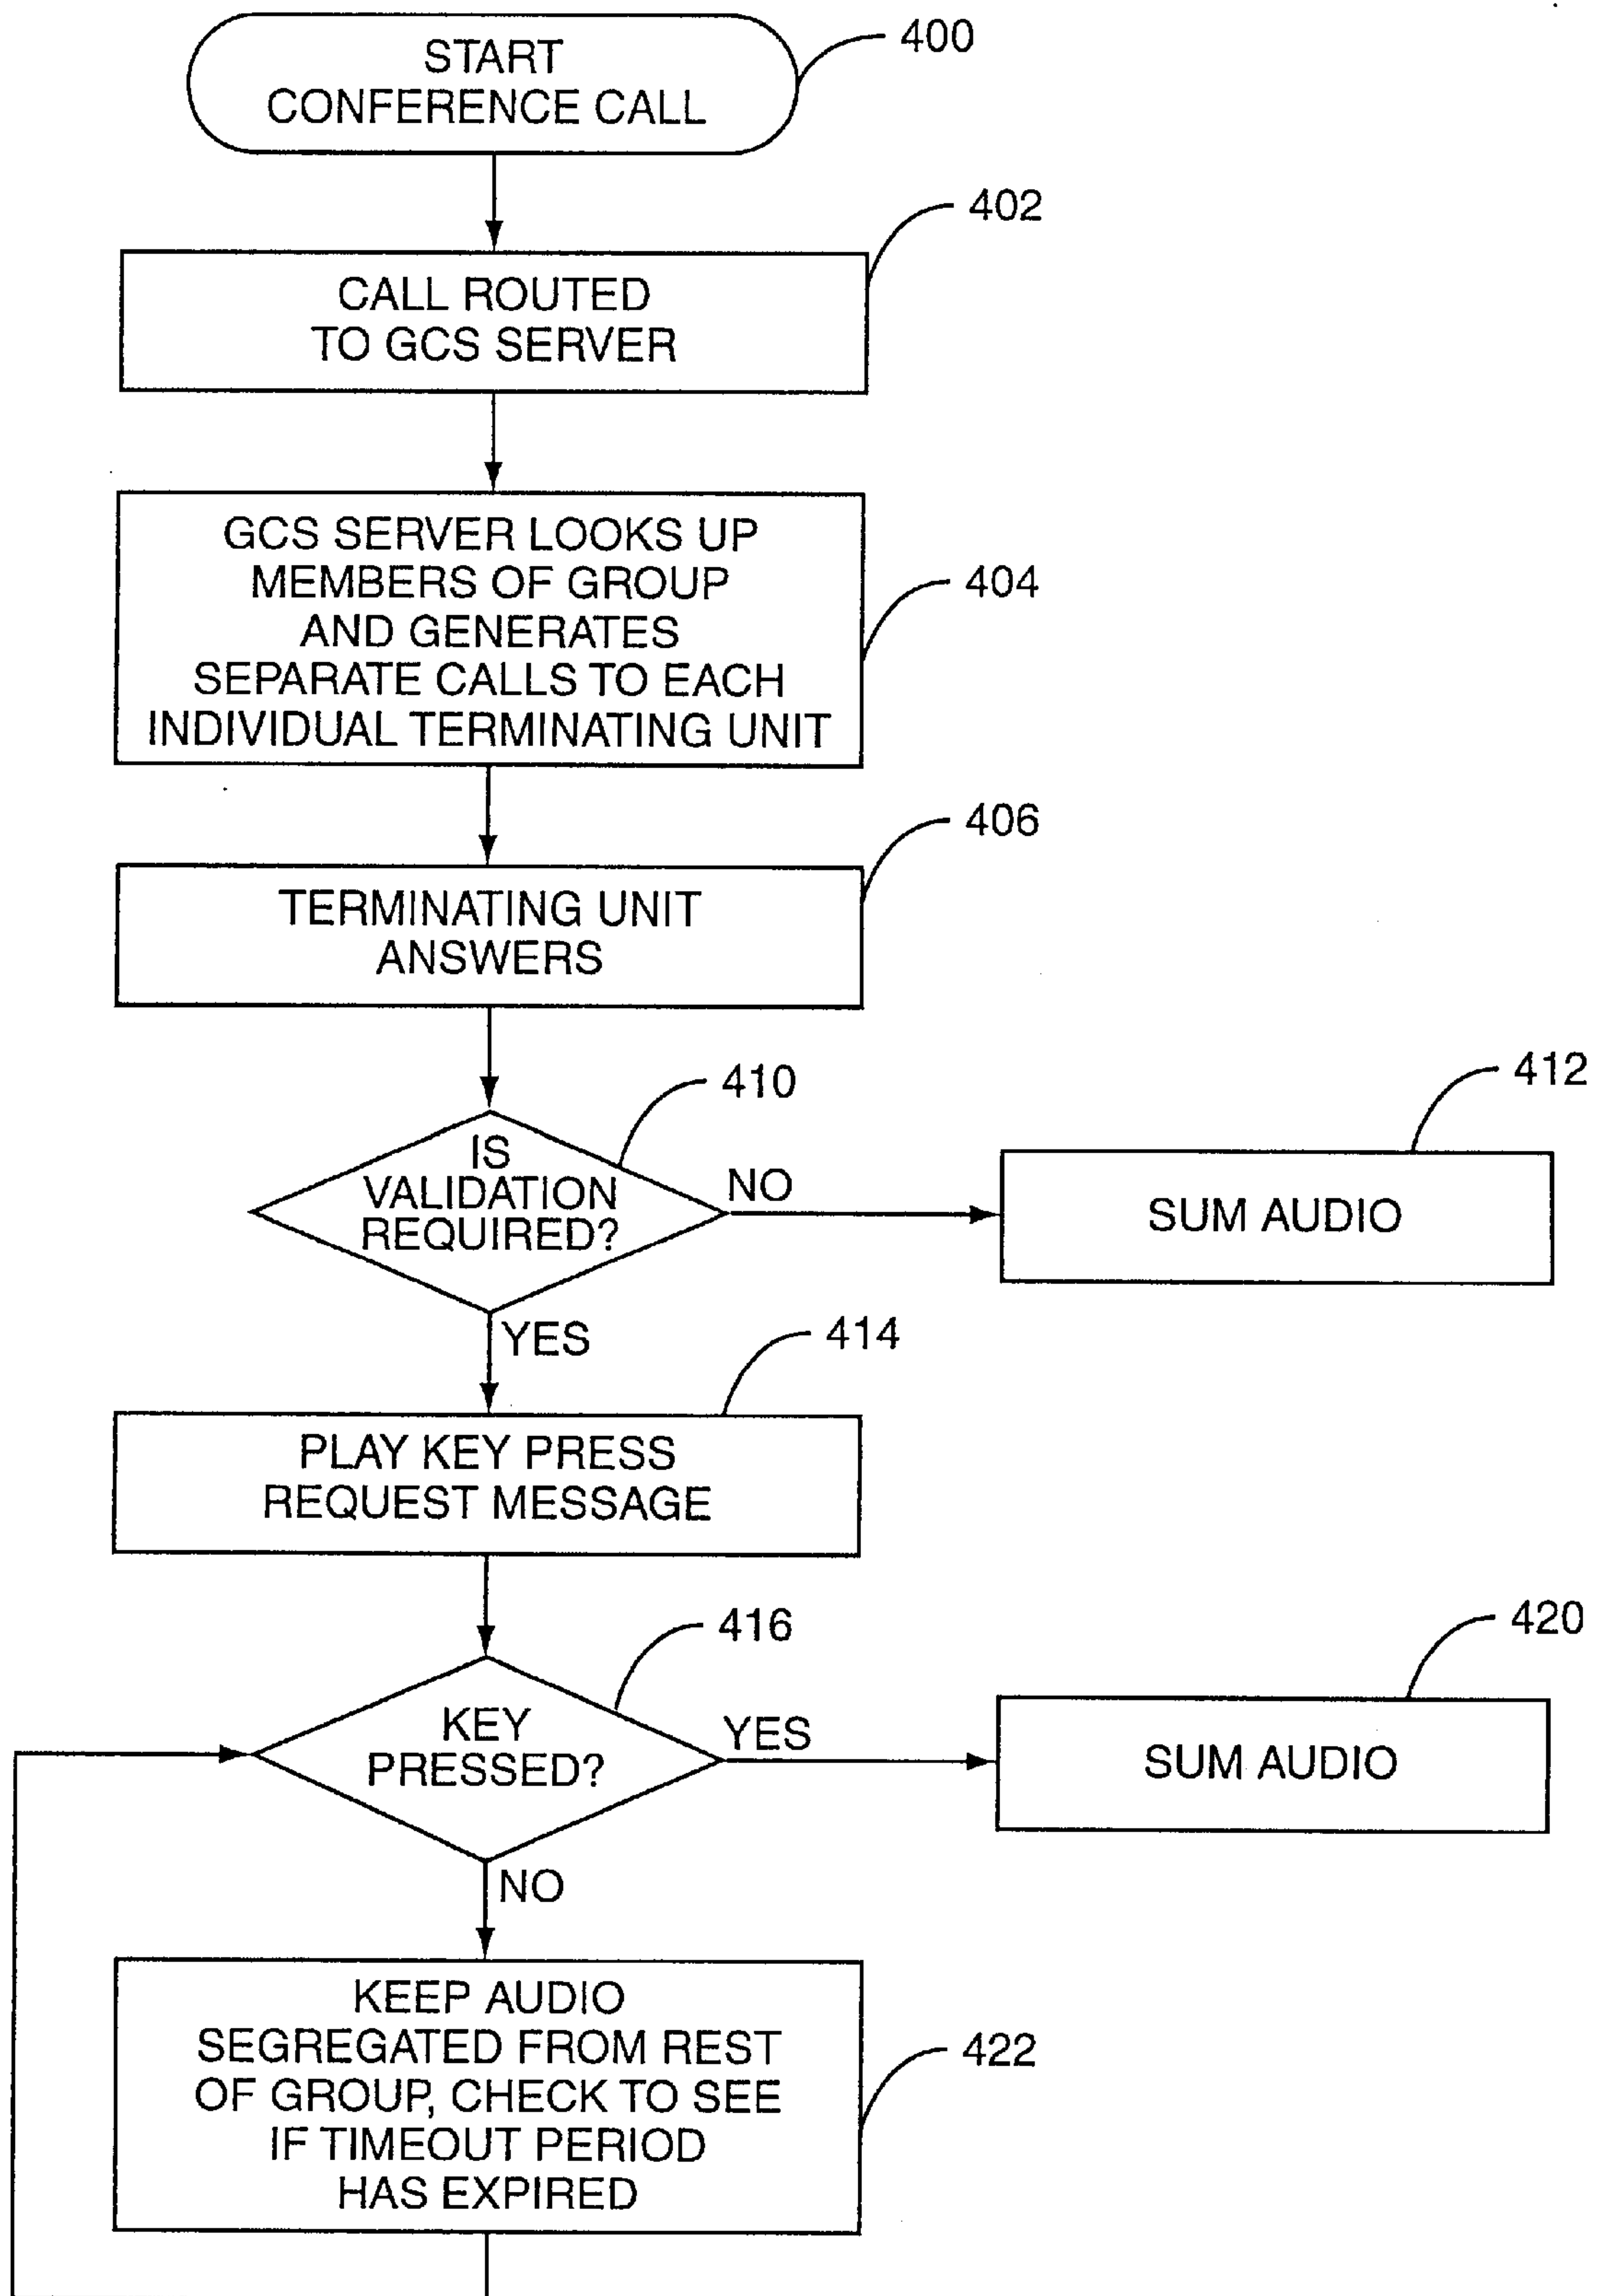 START
CONFERENCE CALL
400
CALL ROUTED
TO GCS SERVER
402
GCS SERVER LOOKS UP
MEMBERS OF GROUP
AND GENERATES
SEPARATE CALLS TO EACH
INDIVIDUAL TERMINATING UNIT
404
TERMINATING UNIT
ANSWERS
406
IS
VALIDATION
REQUIRED?
410
NO
SUM AUDIO
412
YES
PLAY KEY PRESS
REQUEST MESSAGE
414
KEY
PRESSED?
416
YES
SUM AUDIO
420
NO
KEEP AUDIO
SEGREGATED FROM REST
OF GROUP, CHECK TO SEE
IF TIMEOUT PERIOD
HAS EXPIRED
422